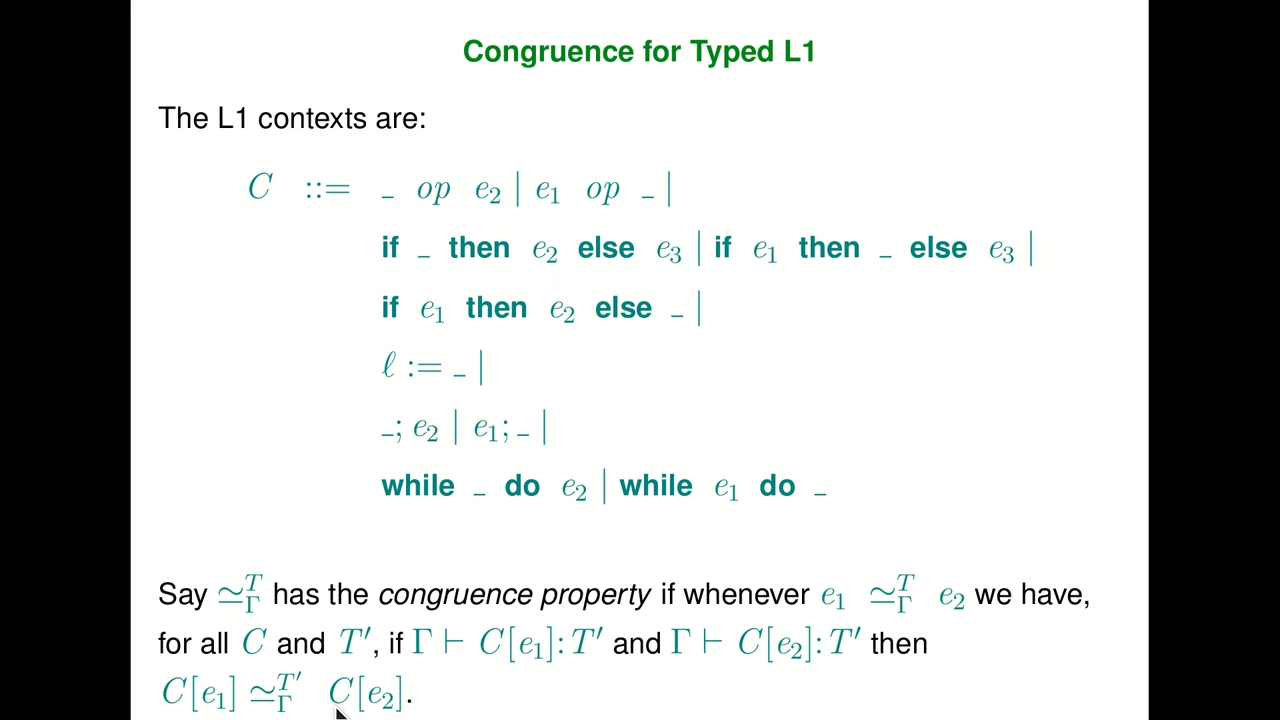 Congruence for Typed L1
The L1 contexts are:
C ::= _ op e₂ | e₁ op _ |
if _ then e₂ else e₃ | if e₁ then _ else e₃ |
if e₁ then e₂ else _ |
ℓ := _ |
_; e₂ | e₁; _ |
while _ do e₂ | while e₁ do _
Say ≃_Γ^T has the congruence property if whenever e₁ ≃_Γ^T e₂ we have,
for all C and T′, if Γ ⊢ C[e₁]:T′ and Γ ⊢ C[e₂]:T′ then
C[e₁] ≃_Γ^T′ C[e₂].